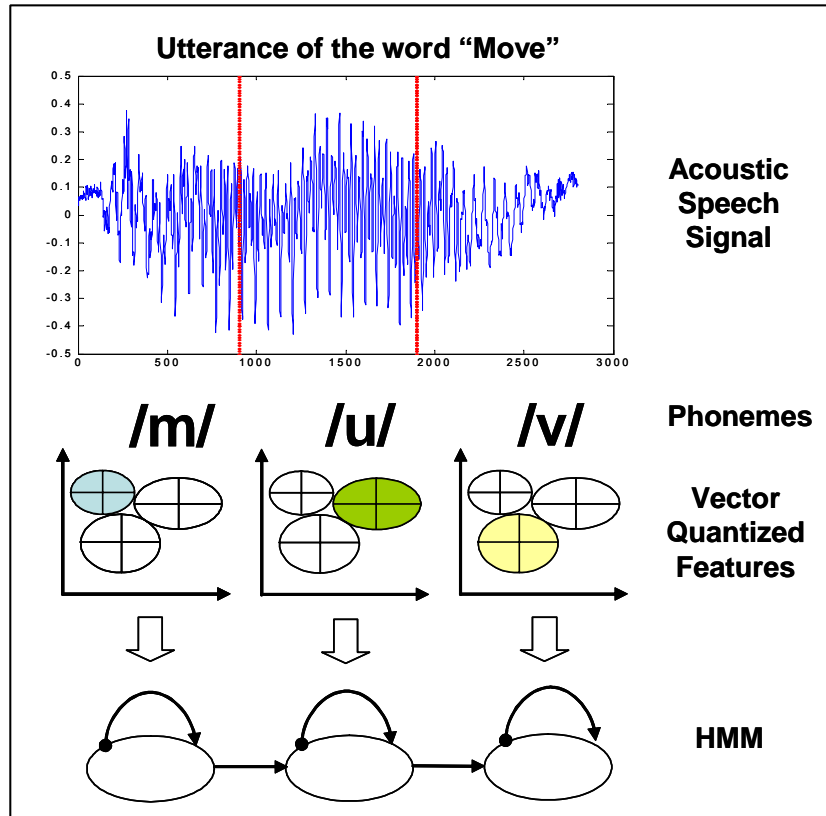 Utterance of the word “Move”
0.5
0.4
0.3
0.2
0.1
0
-0.1
-0.2
-0.3
-0.4
-0.5
0 500 1000 1500 2000 2500 3000
Acoustic
Speech
Signal
/m/ /u/ /v/
Phonemes
Vector
Quantized
Features
HMM